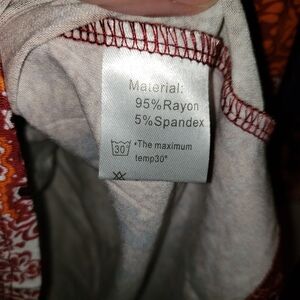 Material:
95%Rayon
5%Spandex
30
•The maximum
temp30°